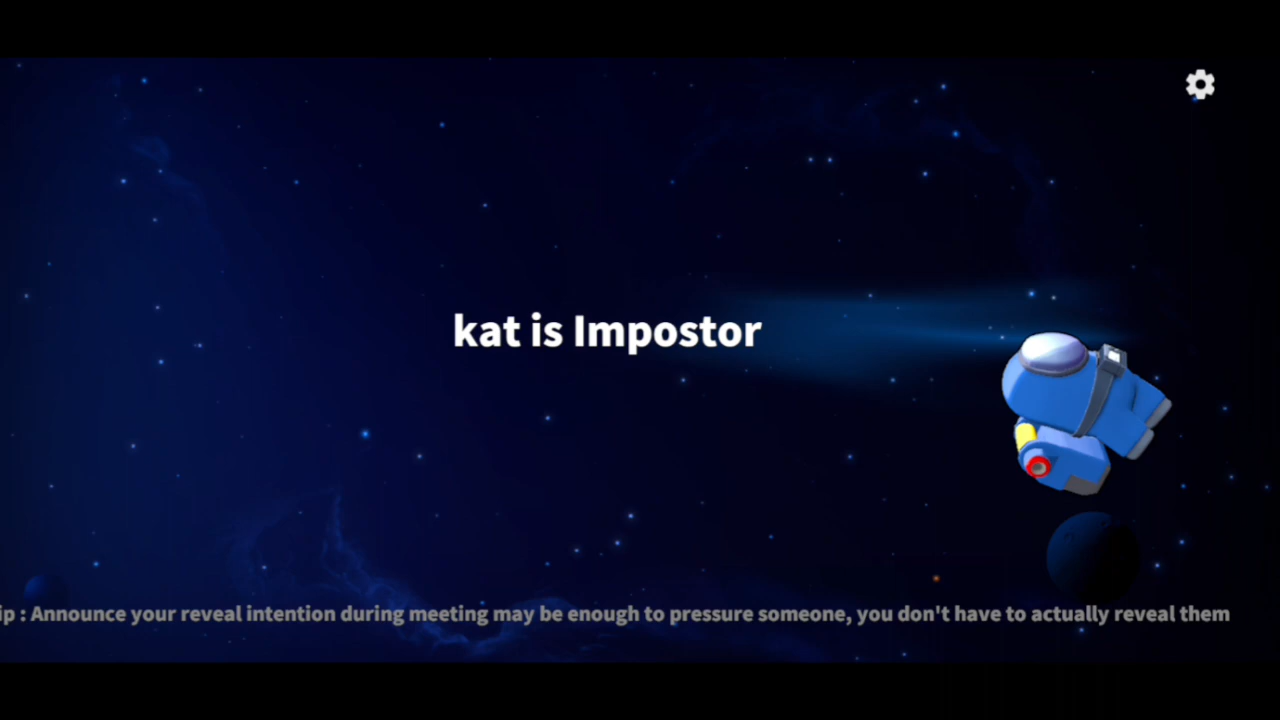 kat is Impostor
ip : Announce your reveal intention during meeting may be enough to pressure someone, you don't have to actually reveal them